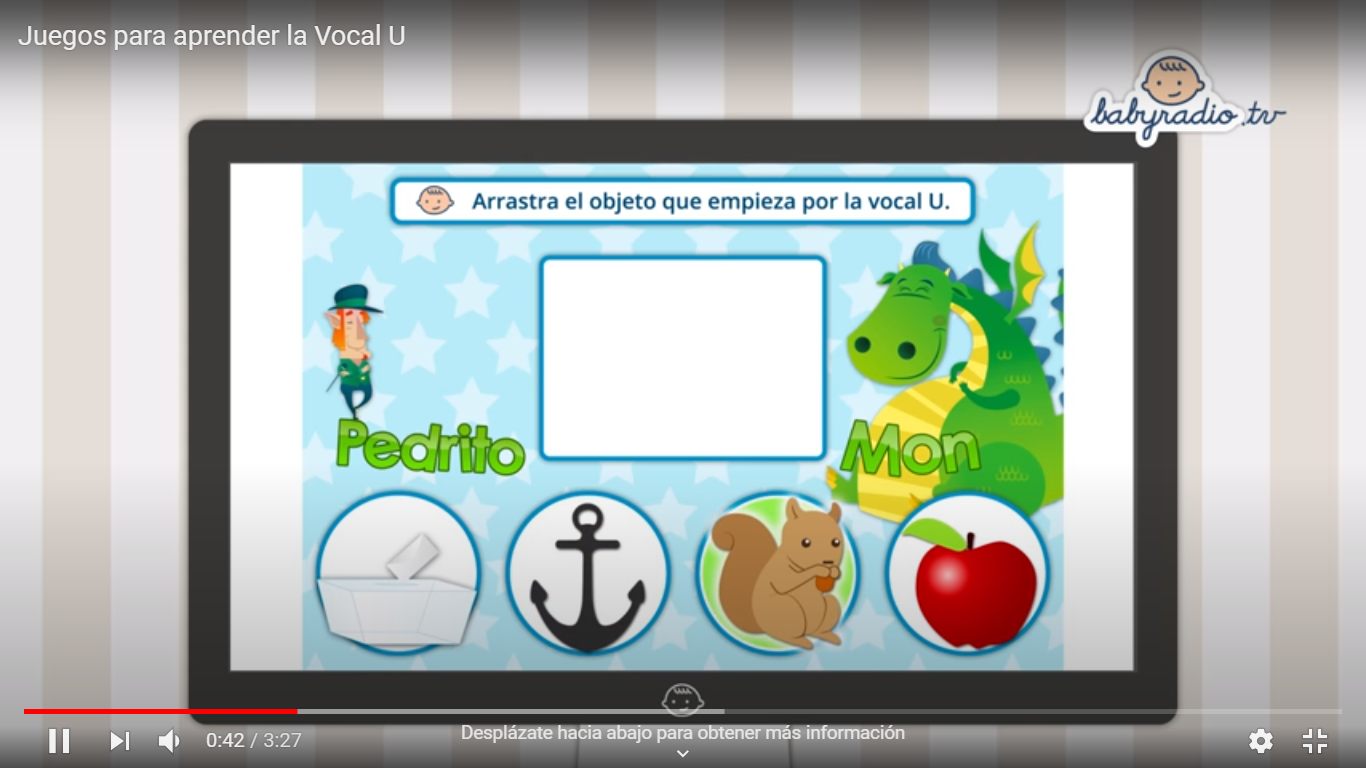 Juegos para aprender la Vocal U
babyradio.tv
Arrastra el objeto que empieza por la vocal U.
Pedrito
Mon
0:42 / 3:27
Desplázate hacia abajo para obtener más información